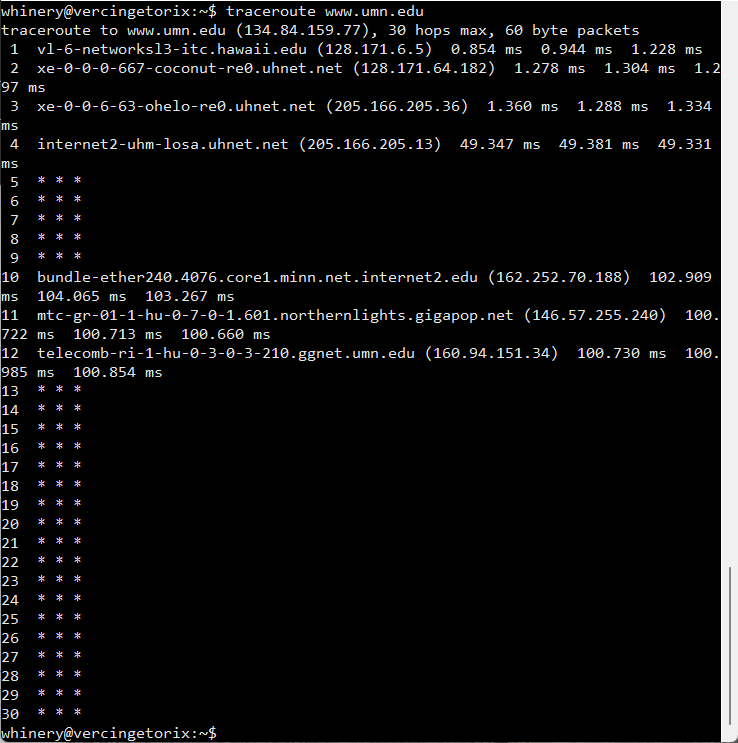 whinery@vercingetorix:~$ traceroute www.umn.edu
traceroute to www.umn.edu (134.84.159.77), 30 hops max, 60 byte packets
 1  vl-6-networksl3-itc.hawaii.edu (128.171.6.5)  0.854 ms  0.944 ms  1.228 ms
 2  xe-0-0-0-667-coconut-re0.uhnet.net (128.171.64.182)  1.278 ms  1.304 ms  1.2
97 ms
 3  xe-0-0-6-63-ohelo-re0.uhnet.net (205.166.205.36)  1.360 ms  1.288 ms  1.334
ms
 4  internet2-uhm-losa.uhnet.net (205.166.205.13)  49.347 ms  49.381 ms  49.331
ms
 5  * * *
 6  * * *
 7  * * *
 8  * * *
 9  * * *
10  bundle-ether240.4076.core1.minn.net.internet2.edu (162.252.70.188)  102.909
ms  104.065 ms  103.267 ms
11  mtc-gr-01-1-hu-0-7-0-1.601.northernlights.gigapop.net (146.57.255.240)  100.
722 ms  100.713 ms  100.660 ms
12  telecomb-ri-1-hu-0-3-0-3-210.ggnet.umn.edu (160.94.151.34)  100.730 ms  100.
985 ms  100.854 ms
13  * * *
14  * * *
15  * * *
16  * * *
17  * * *
18  * * *
19  * * *
20  * * *
21  * * *
22  * * *
23  * * *
24  * * *
25  * * *
26  * * *
27  * * *
28  * * *
29  * * *
30  * * *
whinery@vercingetorix:~$